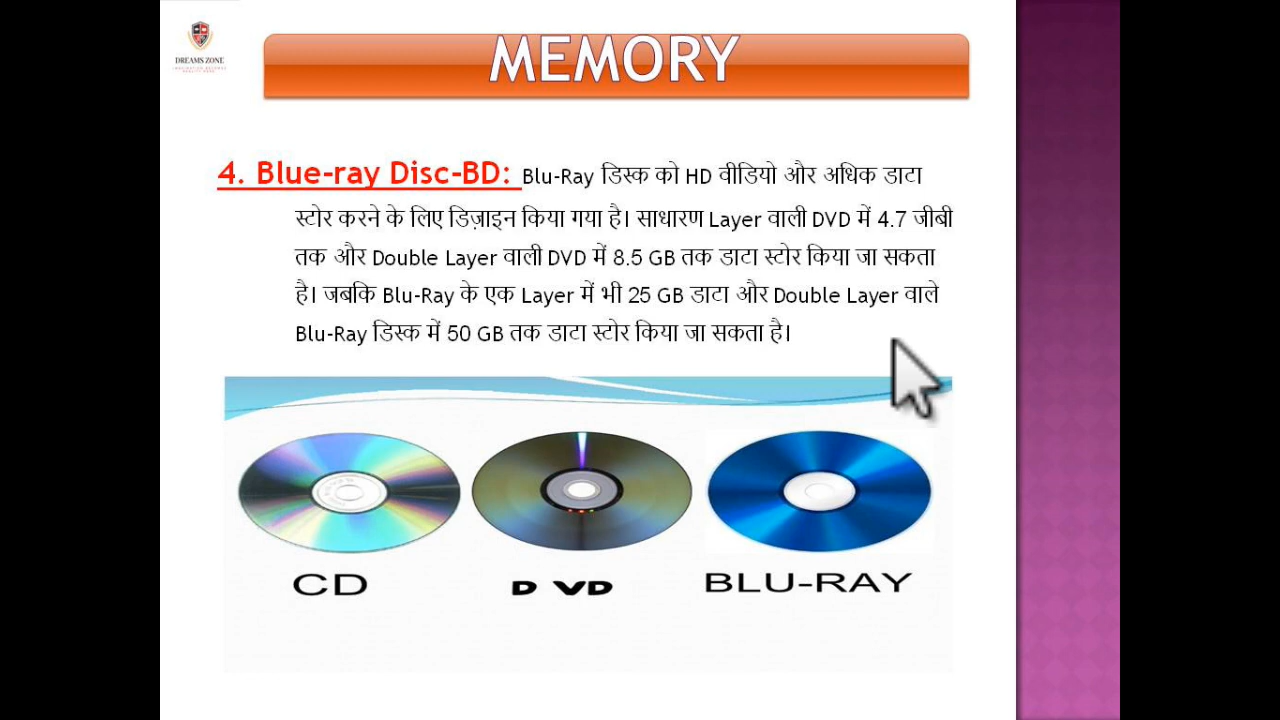 DREAMS ZONE
MEMORY
4. Blue-ray Disc-BD: Blu-Ray डिस्क को HD वीडियो और अधिक डाटा
स्टोर करने के लिए डिज़ाइन किया गया है। साधारण Layer वाली DVD में 4.7 जीबी
तक और Double Layer वाली DVD में 8.5 GB तक डाटा स्टोर किया जा सकता
है। जबकि Blu-Ray के एक Layer में भी 25 GB डाटा और Double Layer वाले
Blu-Ray डिस्क में 50 GB तक डाटा स्टोर किया जा सकता है।
CD
DVD
BLU-RAY